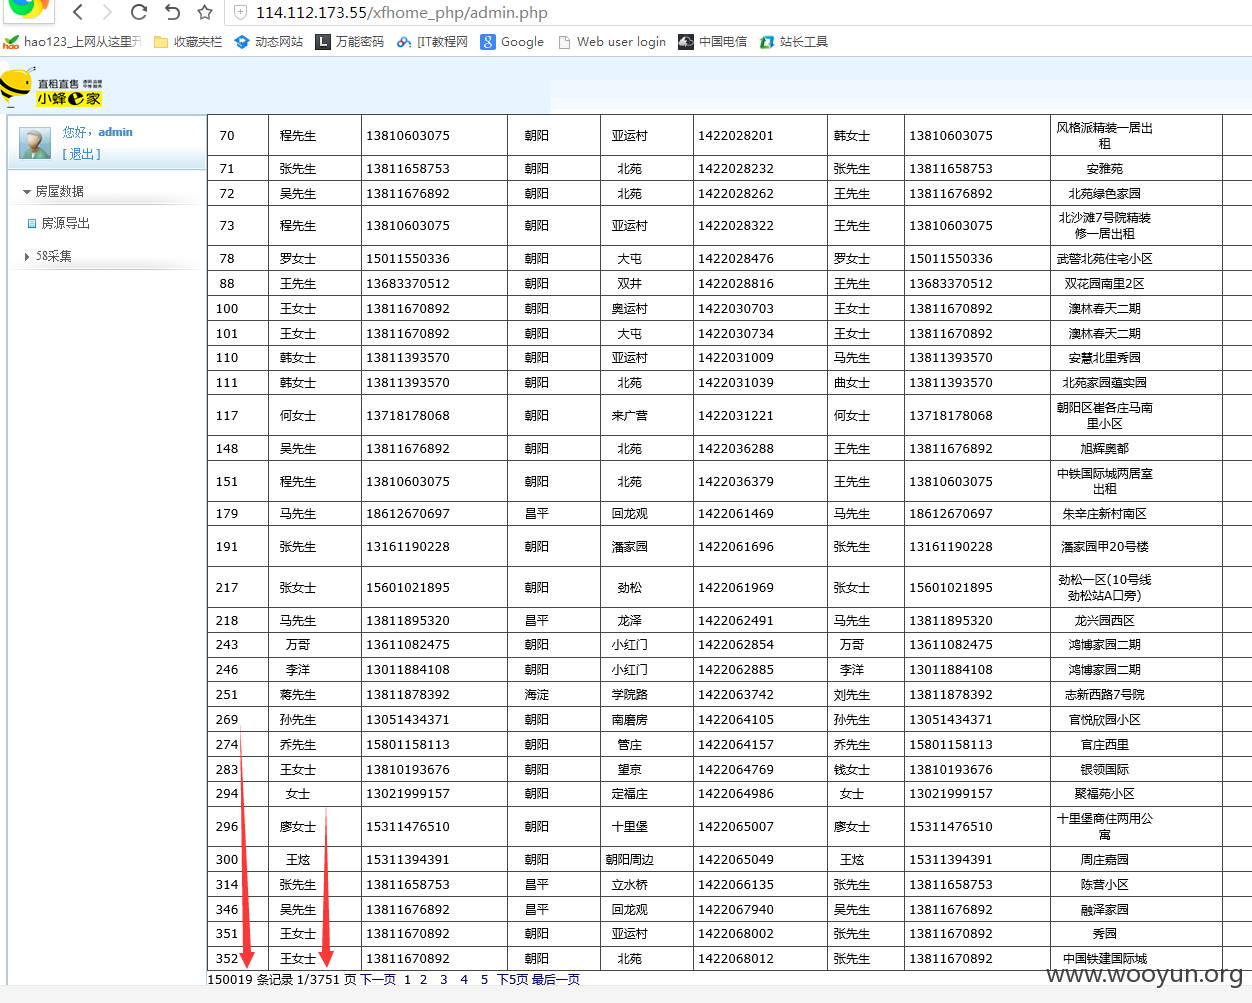 114.112.173.55/xfhome_php/admin.php
hao123_上网从这里开 收藏夹栏 动态网站 L 万能密码 [IT教程网 8 Google Web user login 中国电信 站长工具
直租直售
小蜂e家
您好，admin
[退出]
房屋数据
房源导出
58采集
70 程先生 13810603075 朝阳 亚运村 1422028201 韩女士 13810603075 风格派精装一居出租
71 张先生 13811658753 朝阳 北苑 1422028232 张先生 13811658753 安雅苑
72 吴先生 13811676892 朝阳 北苑 1422028262 王先生 13811676892 北苑绿色家园
73 程先生 13810603075 朝阳 亚运村 1422028322 王先生 13810603075 北沙滩7号院精装修一居出租
78 罗女士 15011550336 朝阳 大屯 1422028476 罗女士 15011550336 武警北苑住宅小区
88 王先生 13683370512 朝阳 双井 1422028816 王先生 13683370512 双花园南里2区
100 王女士 13811670892 朝阳 奥运村 1422030703 王女士 13811670892 澳林春天二期
101 王女士 13811670892 朝阳 大屯 1422030734 王女士 13811670892 澳林春天二期
110 韩女士 13811393570 朝阳 亚运村 1422031009 马先生 13811393570 安慧北里秀园
111 韩女士 13811393570 朝阳 北苑 1422031039 曲女士 13811393570 北苑家园蕴实园
117 何女士 13718178068 朝阳 来广营 1422031221 何女士 13718178068 朝阳区崔各庄马南里小区
148 吴先生 13811676892 朝阳 北苑 1422036288 王先生 13811676892 旭辉奥都
151 程先生 13810603075 朝阳 北苑 1422036379 王先生 13810603075 中铁国际城两居室出租
179 马先生 18612670697 昌平 回龙观 1422061469 马先生 18612670697 朱辛庄新村南区
191 张先生 13161190228 朝阳 潘家园 1422061696 张先生 13161190228 潘家园甲20号楼
217 张女士 15601021895 朝阳 劲松 1422061969 张女士 15601021895 劲松一区(10号线劲松站A口旁)
218 马先生 13811895320 昌平 龙泽 1422062491 马先生 13811895320 龙兴园西区
243 万哥 13611082475 朝阳 小红门 1422062854 万哥 13611082475 鸿博家园二期
246 李洋 13011884108 朝阳 小红门 1422062885 李洋 13011884108 鸿博家园二期
251 蒋先生 13811878392 海淀 学院路 1422063742 刘先生 13811878392 志新西路7号院
269 孙先生 13051434371 朝阳 南磨房 1422064105 孙先生 13051434371 官悦欣园小区
274 乔先生 15801158113 朝阳 管庄 1422064157 乔先生 15801158113 官庄西里
283 王女士 13810193676 朝阳 望京 1422064769 钱女士 13810193676 银领国际
294 女士 13021999157 朝阳 定福庄 1422064986 女士 13021999157 聚福苑小区
296 廖女士 15311476510 朝阳 十里堡 1422065007 廖女士 15311476510 十里堡商住两用公寓
300 王炫 15311394391 朝阳 朝阳周边 1422065049 王炫 15311394391 周庄嘉园
314 张先生 13811658753 昌平 立水桥 1422066135 张先生 13811658753 陈营小区
346 吴先生 13811676892 昌平 回龙观 1422067940 吴先生 13811676892 融泽家园
351 王女士 13811670892 朝阳 亚运村 1422068002 张先生 13811670892 秀园
352 王女士 13811670892 朝阳 北苑 1422068012 张先生 13811670892 中国铁建国际城
150019 条记录 1/3751 页 下一页 1 2 3 4 5 下5页 最后一页
www.wooyun.org